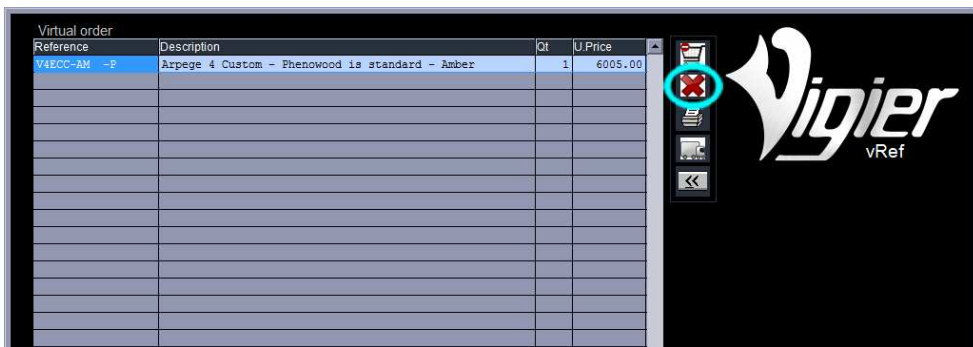 Virtual order
Reference Description Qt U.Price
V4ECC-AM -P Arpege 4 Custom - Phenowood is standard - Amber 1 6005.00
Vigier
vRef
<<